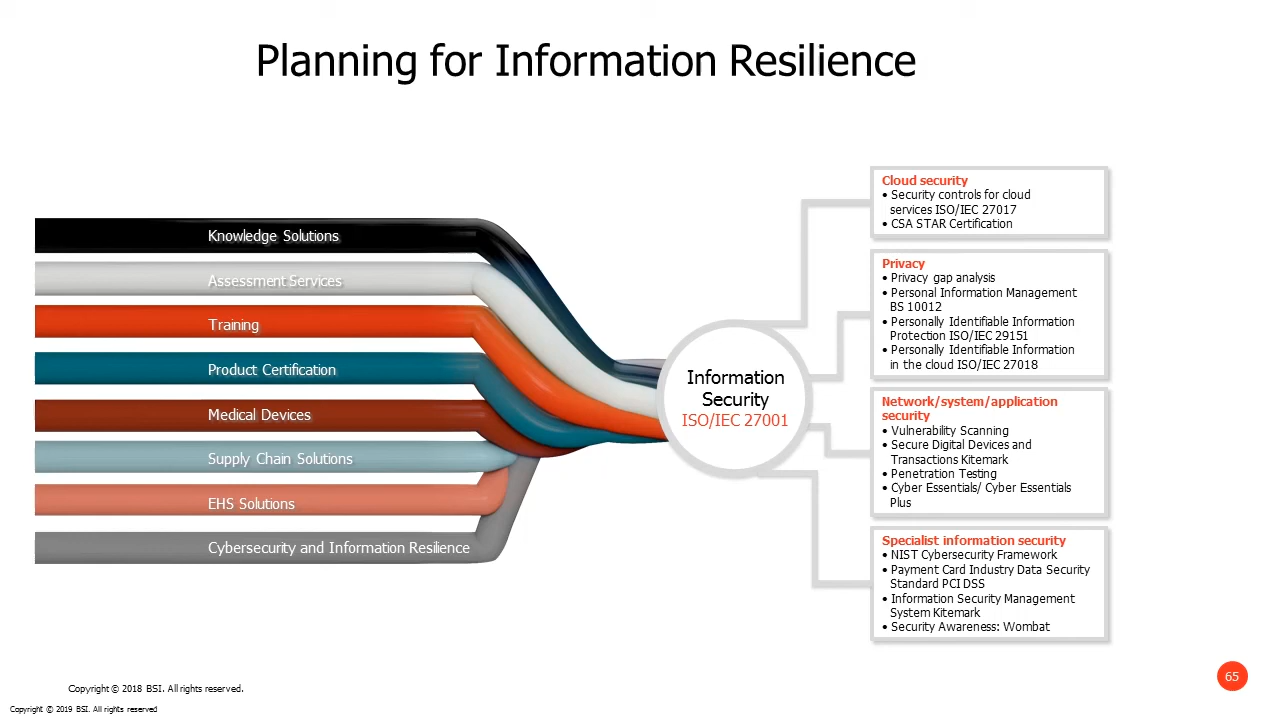 Planning for Information Resilience
Knowledge Solutions
Assessment Services
Training
Product Certification
Medical Devices
Supply Chain Solutions
EHS Solutions
Cybersecurity and Information Resilience
Information
Security
ISO/IEC 27001
Cloud security
• Security controls for cloud
services ISO/IEC 27017
• CSA STAR Certification
Privacy
• Privacy gap analysis
• Personal Information Management
BS 10012
• Personally Identifiable Information
Protection ISO/IEC 29151
• Personally Identifiable Information
in the cloud ISO/IEC 27018
Network/system/application
security
• Vulnerability Scanning
• Secure Digital Devices and
Transactions Kitemark
• Penetration Testing
• Cyber Essentials/ Cyber Essentials
Plus
Specialist information security
• NIST Cybersecurity Framework
• Payment Card Industry Data Security
Standard PCI DSS
• Information Security Management
System Kitemark
• Security Awareness: Wombat
65
Copyright © 2018 BSI. All rights reserved.
Copyright © 2019 BSI. All rights reserved